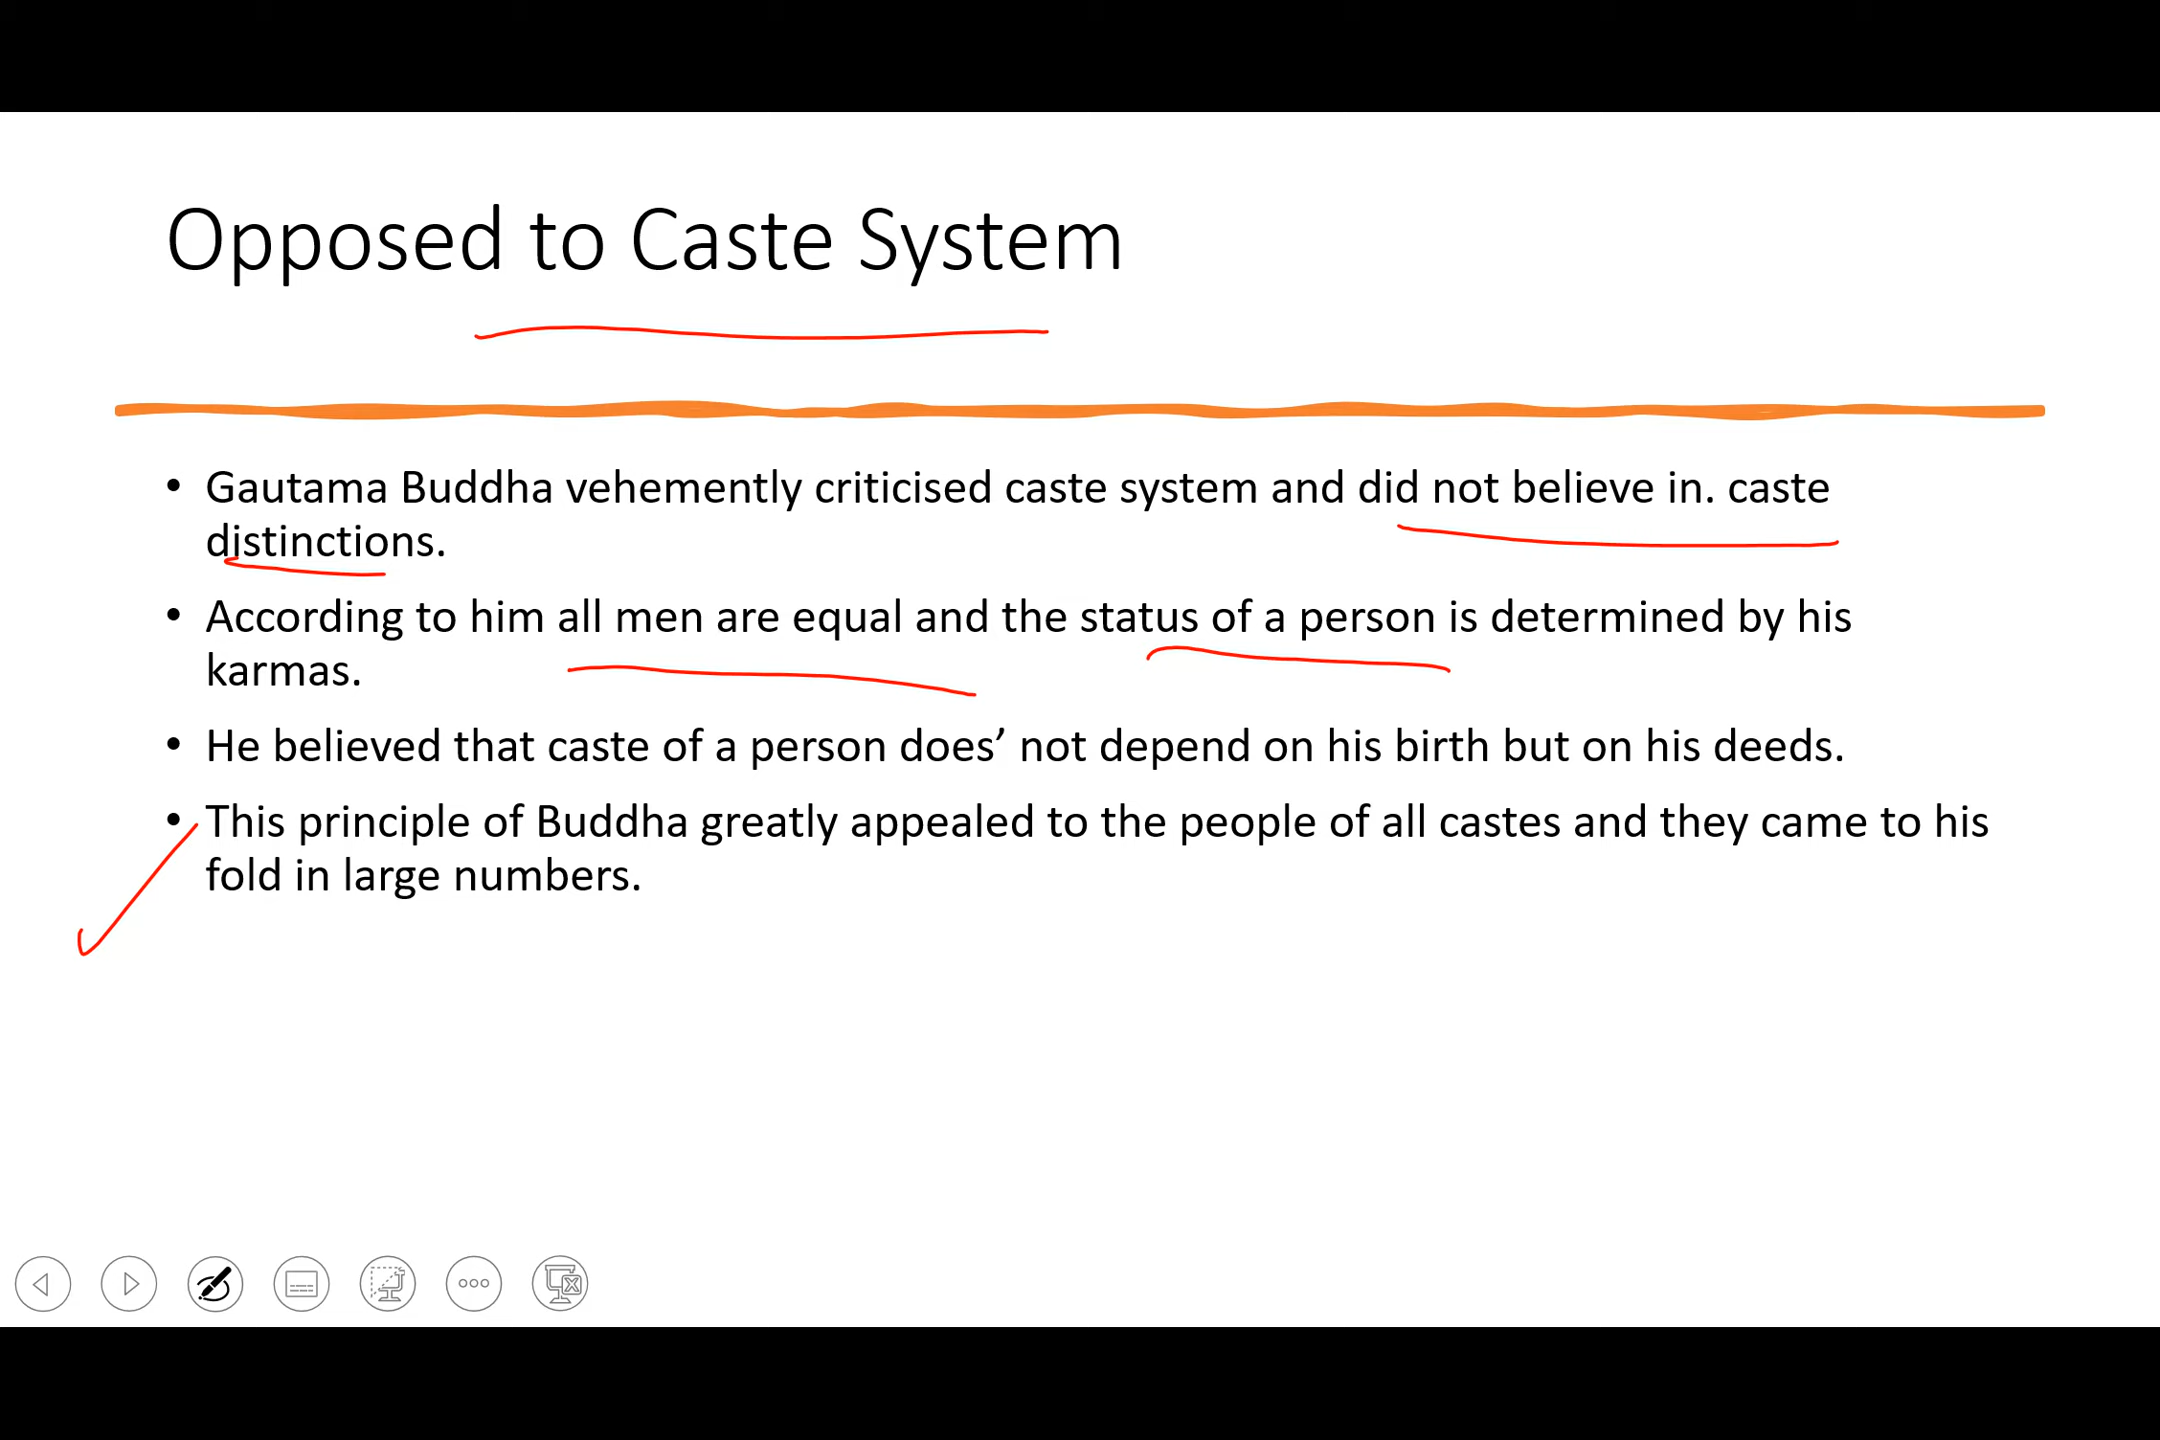 Opposed to Caste System
• Gautama Buddha vehemently criticised caste system and did not believe in. caste
distinctions.
• According to him all men are equal and the status of a person is determined by his
karmas.
• He believed that caste of a person does’ not depend on his birth but on his deeds.
• This principle of Buddha greatly appealed to the people of all castes and they came to his
fold in large numbers.